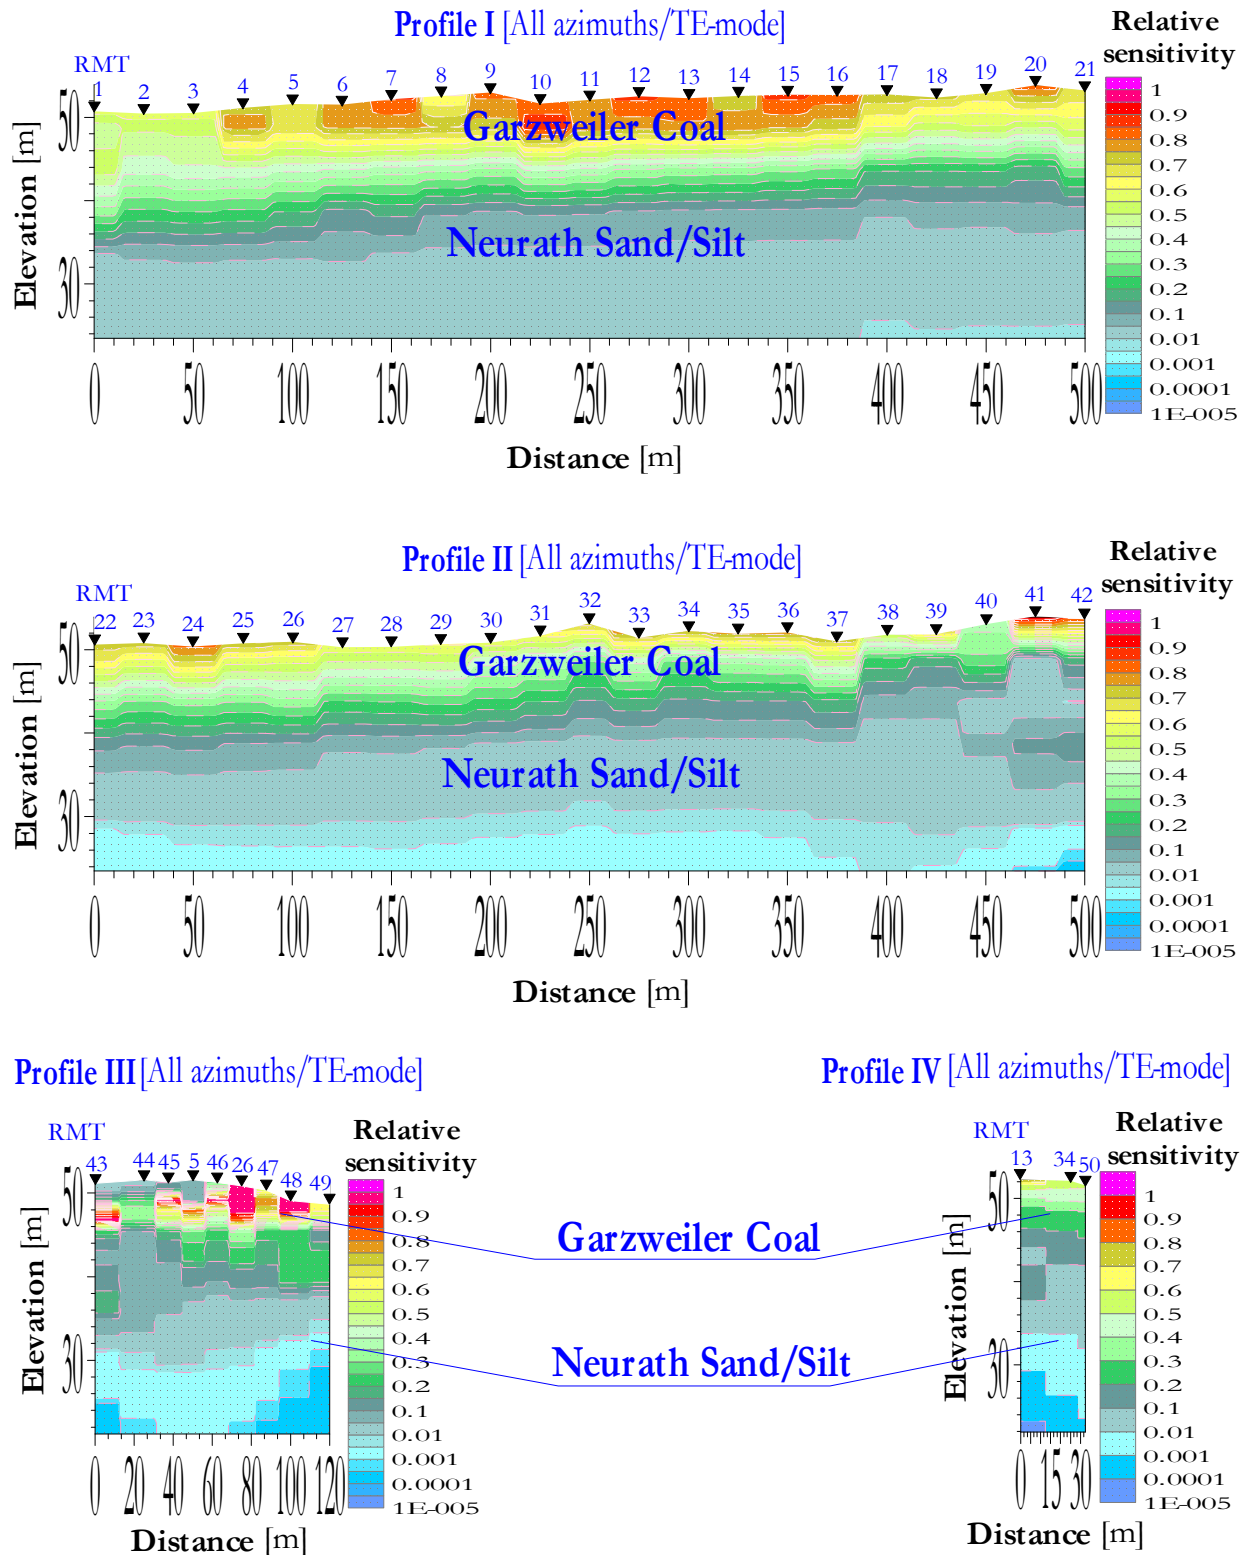 Profile I [All azimuths/TE-mode]
Relative sensitivity
RMT
1 2 3 4 5 6 7 8 9 10 11 12 13 14 15 16 17 18 19 20 21
Garzweiler Coal
Neurath Sand/Silt
Elevation [m]
50
30
0 50 100 150 200 250 300 350 400 450 500
Distance [m]
1
0.9
0.8
0.7
0.6
0.5
0.4
0.3
0.2
0.1
0.01
0.001
0.0001
1E-005
Profile II [All azimuths/TE-mode]
Relative sensitivity
RMT
22 23 24 25 26 27 28 29 30 31 32 33 34 35 36 37 38 39 40 41 42
Garzweiler Coal
Neurath Sand/Silt
Elevation [m]
50
30
0 50 100 150 200 250 300 350 400 450 500
Distance [m]
1
0.9
0.8
0.7
0.6
0.5
0.4
0.3
0.2
0.1
0.01
0.001
0.0001
1E-005
Profile III [All azimuths/TE-mode]
RMT
Relative sensitivity
43 44 45 5 46 26 47 48 49
Elevation [m]
50
30
0 20 40 60 80 100 120
Distance [m]
1
0.9
0.8
0.7
0.6
0.5
0.4
0.3
0.2
0.1
0.01
0.001
0.0001
1E-005
Garzweiler Coal
Neurath Sand/Silt
Profile IV [All azimuths/TE-mode]
RMT
Relative sensitivity
13 34 50
Elevation [m]
50
30
0 15 30
Distance [m]
1
0.9
0.8
0.7
0.6
0.5
0.4
0.3
0.2
0.1
0.01
0.001
0.0001
1E-005